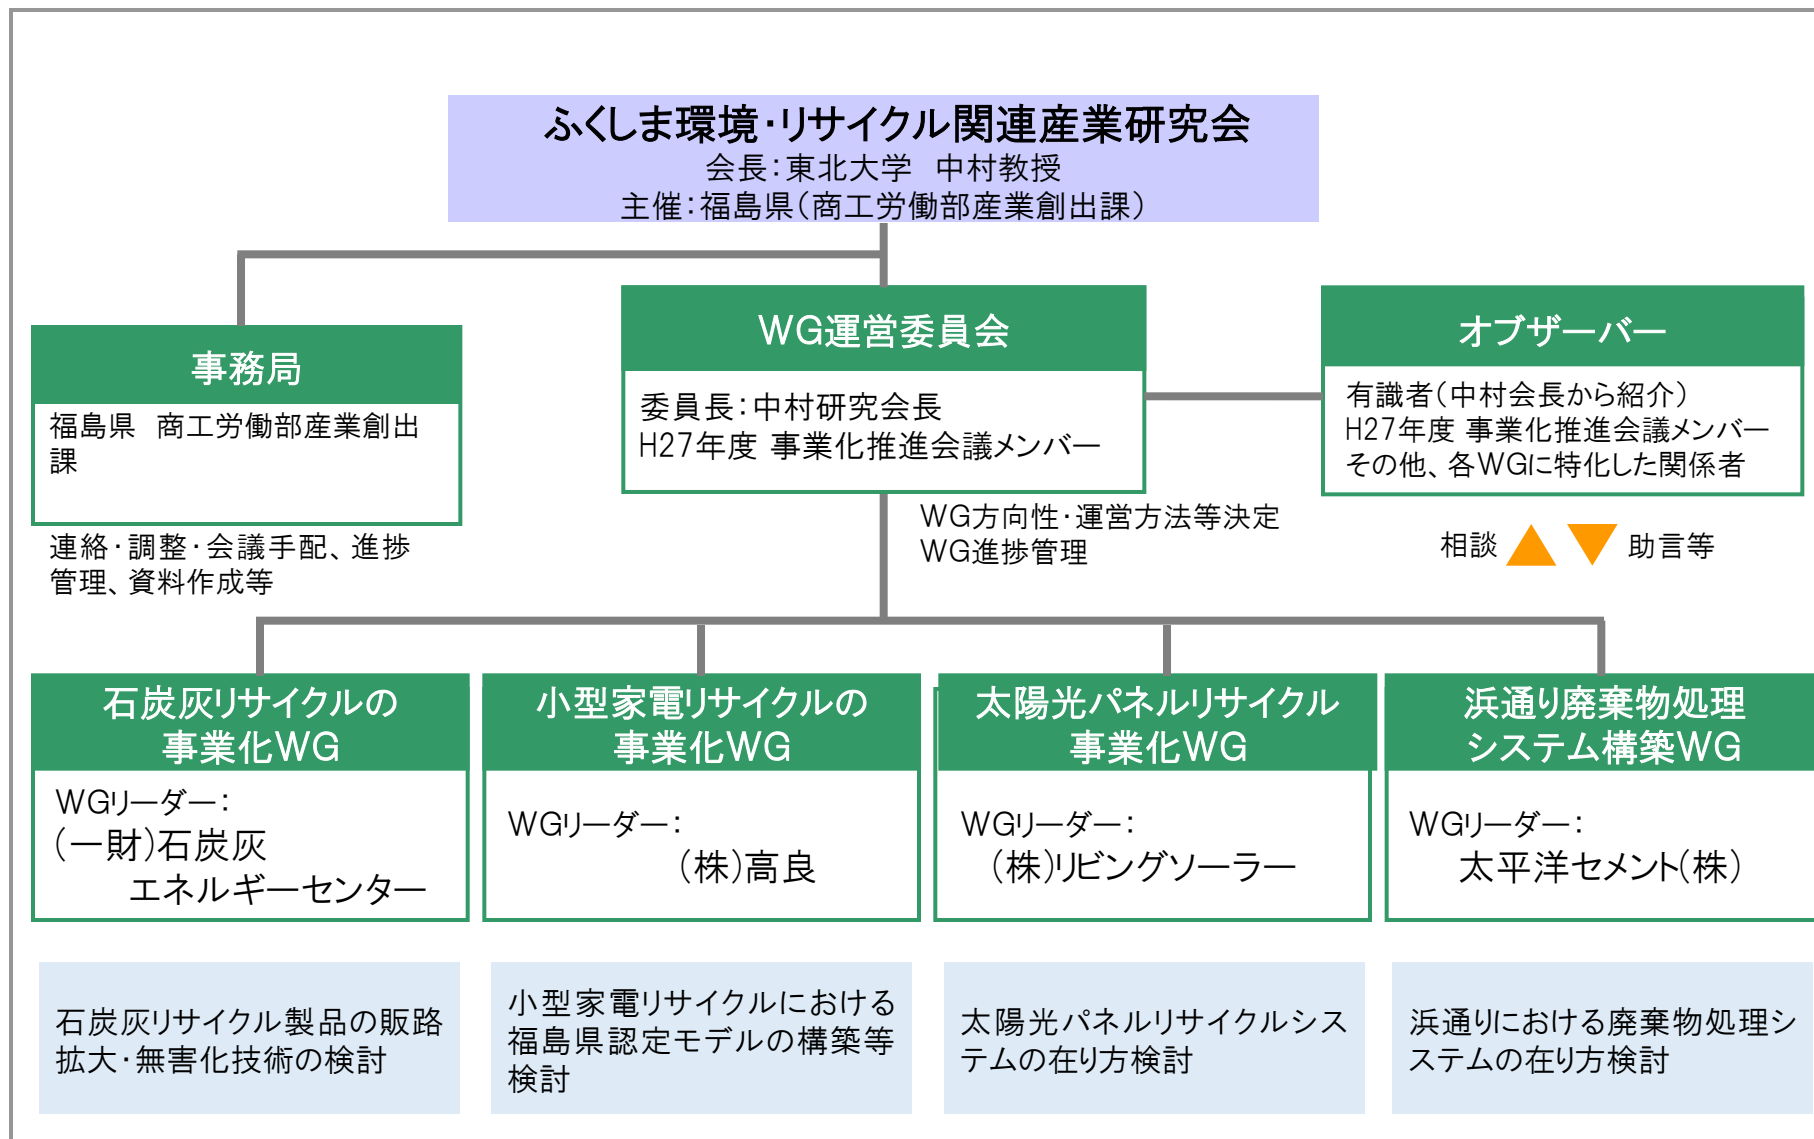 ふくしま環境・リサイクル関連産業研究会
会長：東北大学　中村教授
主催：福島県（商工労働部産業創出課）
事務局
福島県　商工労働部産業創出
課
連絡・調整・会議手配、進捗
管理、資料作成等
WG運営委員会
委員長：中村研究会長
H27年度 事業化推進会議メンバー
WG方向性・運営方法等決定
WG進捗管理
オブザーバー
有識者（中村会長から紹介）
H27年度 事業化推進会議メンバー
その他、各WGに特化した関係者
相談
助言等
石炭灰リサイクルの
事業化WG
WGリーダー：
（一財）石炭灰
エネルギーセンター
石炭灰リサイクル製品の販路
拡大・無害化技術の検討
小型家電リサイクルの
事業化WG
WGリーダー：
（株）高良
小型家電リサイクルにおける
福島県認定モデルの構築等
検討
太陽光パネルリサイクル
事業化WG
WGリーダー：
（株）リビングソーラー
太陽光パネルリサイクルシス
テムの在り方検討
浜通り廃棄物処理
システム構築WG
WGリーダー：
太平洋セメント（株）
浜通りにおける廃棄物処理シ
ステムの在り方検討